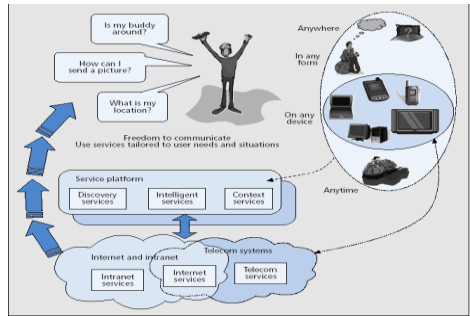 Is my buddy
around?
How can I
send a picture?
What is my
location?
Freedom to communicate
Use services tailored to user needs and situations
Anywhere
In any
form
On any
device
Anytime
Service platform
Discovery
services
Intelligent
services
Context
services
Internet and intranet
Telecom systems
Intranet
services
Internet
services
Telecom
services